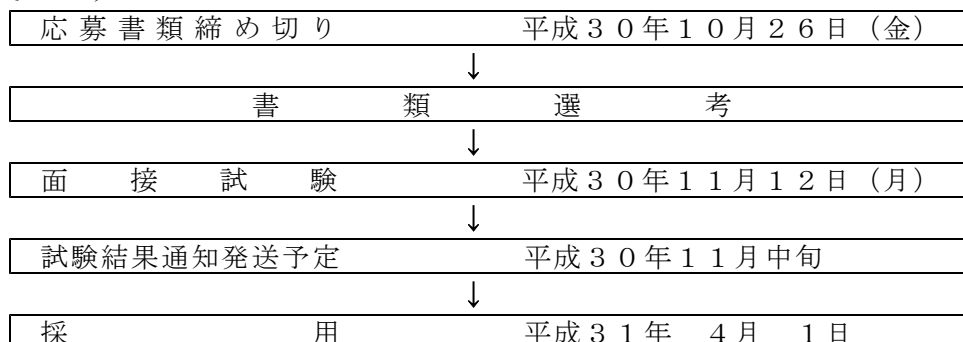 応募書類締め切り　平成３０年１０月２６日（金）
↓
書類選考
↓
面接試験　平成３０年１１月１２日（月）
↓
試験結果通知発送予定　平成３０年１１月中旬
↓
採用　平成３１年　４月　１日